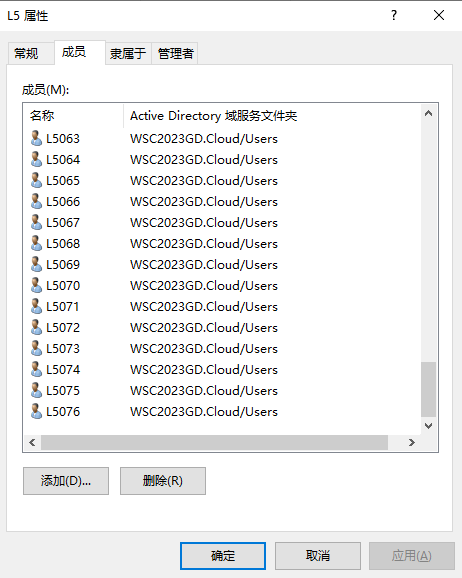 L5 属性
常规 成员 隶属于 管理者
成员(M):
名称 Active Directory 域服务文件夹
L5063 WSC2023GD.Cloud/Users
L5064 WSC2023GD.Cloud/Users
L5065 WSC2023GD.Cloud/Users
L5066 WSC2023GD.Cloud/Users
L5067 WSC2023GD.Cloud/Users
L5068 WSC2023GD.Cloud/Users
L5069 WSC2023GD.Cloud/Users
L5070 WSC2023GD.Cloud/Users
L5071 WSC2023GD.Cloud/Users
L5072 WSC2023GD.Cloud/Users
L5073 WSC2023GD.Cloud/Users
L5074 WSC2023GD.Cloud/Users
L5075 WSC2023GD.Cloud/Users
L5076 WSC2023GD.Cloud/Users
添加(D)... 删除(R)
确定 取消 应用(A)